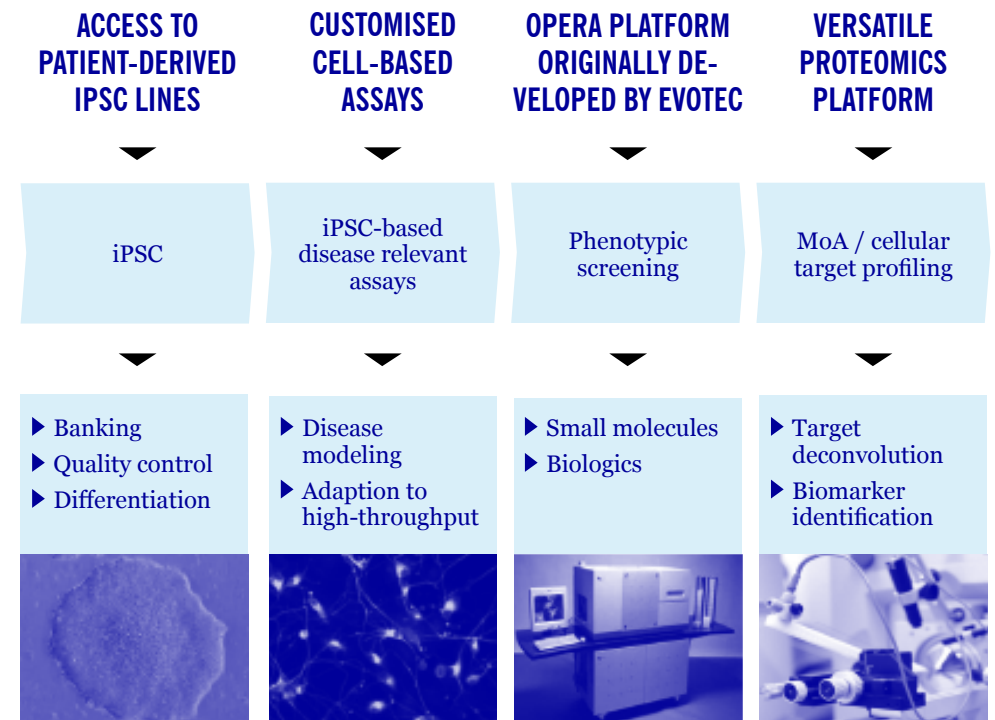 ACCESS TO
PATIENT-DERIVED
IPSC LINES
CUSTOMISED
CELL-BASED
ASSAYS
OPERA PLATFORM
ORIGINALLY DE-
VELOPED BY EVOTEC
VERSATILE
PROTEOMICS
PLATFORM
iPSC
iPSC-based
disease relevant
assays
Phenotypic
screening
MoA / cellular
target profiling
Banking
Quality control
Differentiation
Disease
modeling
Adaption to
high-throughput
Small molecules
Biologics
Target
deconvolution
Biomarker
identification